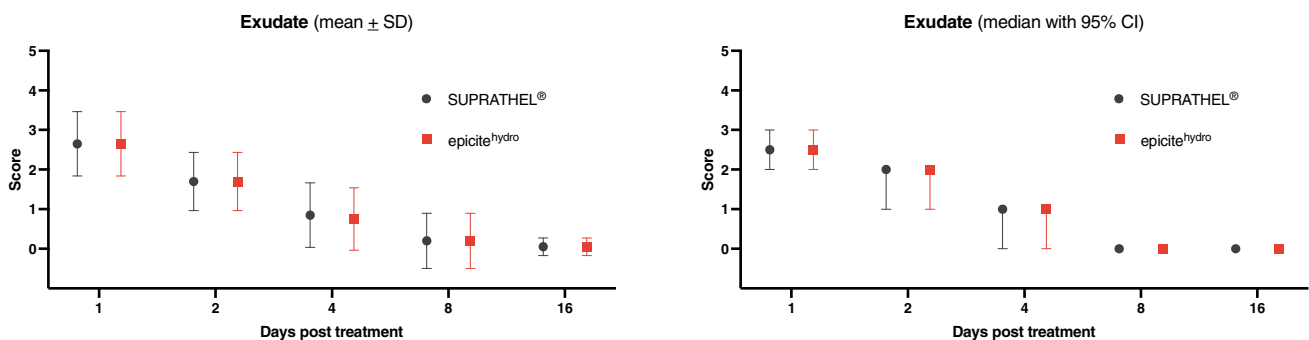 Exudate (mean ± SD)
5
4
3
2
1
0
Score
SUPRATHEL®
epicitehydro
1 2 4 8 16
Days post treatment
Exudate (median with 95% CI)
5
4
3
2
1
0
Score
SUPRATHEL®
epicitehydro
1 2 4 8 16
Days post treatment